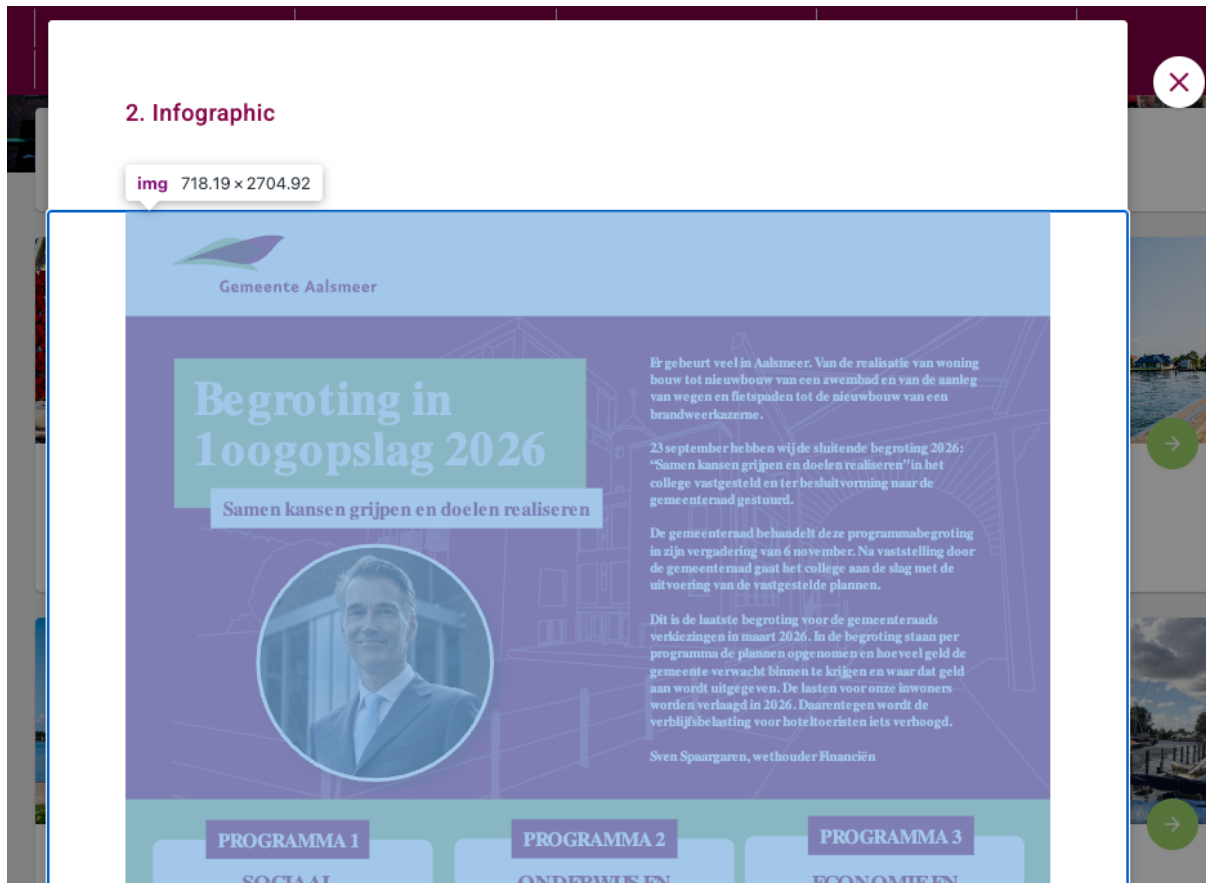 2. Infographic
img 718.19 × 2704.92
Gemeente Aalsmeer
Begroting in
1oogopslag 2026
Samen kansen grijpen en doelen realiseren
Er gebeurt veel in Aalsmeer. Van de realisatie van woning
bouw tot nieuwbouw van een zwembad en van de aanleg
van wegen en fietspaden tot de nieuwbouw van een
brandweerkazerne.
23 september hebben wij de sluitende begroting 2026:
“Samen kansen grijpen en doelen realiseren” in het
college vastgesteld en ter besluitvorming naar de
gemeenteraad gestuurd.
De gemeenteraad behandelt deze programmabegroting
in zijn vergadering van 6 november. Na vaststelling door
de gemeenteraad gaat het college aan de slag met de
uitvoering van de vastgestelde plannen.
Dit is de laatste begroting voor de gemeenteraads
verkiezingen in maart 2026. In de begroting staan per
programma de plannen opgenomen en hoeveel geld de
gemeente verwacht binnen te krijgen en waar dat geld
aan wordt uitgegeven. De lasten voor onze inwoners
worden verlaagd in 2026. Daarentegen wordt de
verblijfsbelasting voor hoteltoeristen iets verhoogd.
Sven Spaargaren, wethouder Financiën
PROGRAMMA 1
PROGRAMMA 2
PROGRAMMA 3
SOCIAAL
ONDERWIJS EN
ECONOMIE EN